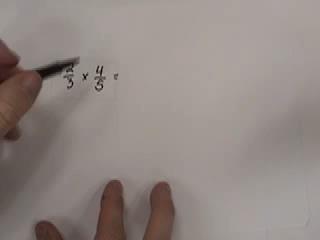 2/3 × 4/5 =